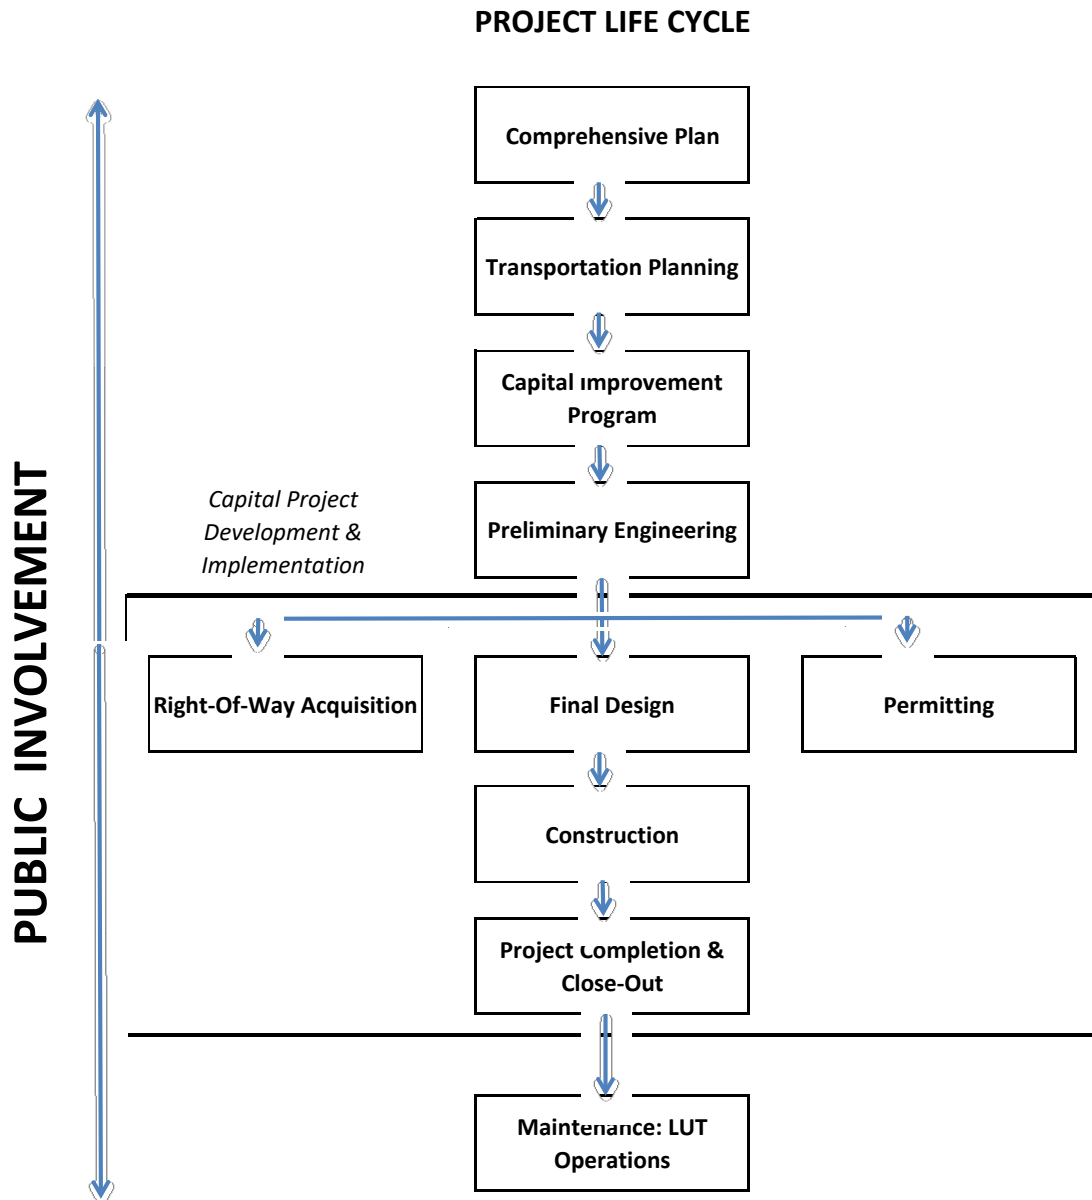 PROJECT LIFE CYCLE
Comprehensive Plan
Transportation Planning
Capital Improvement
Program
Capital Project
Development &
Implementation
Preliminary Engineering
PUBLIC INVOLVEMENT
Right-Of-Way Acquisition
Final Design
Permitting
Construction
Project Completion &
Close-Out
Maintenance: LUT
Operations